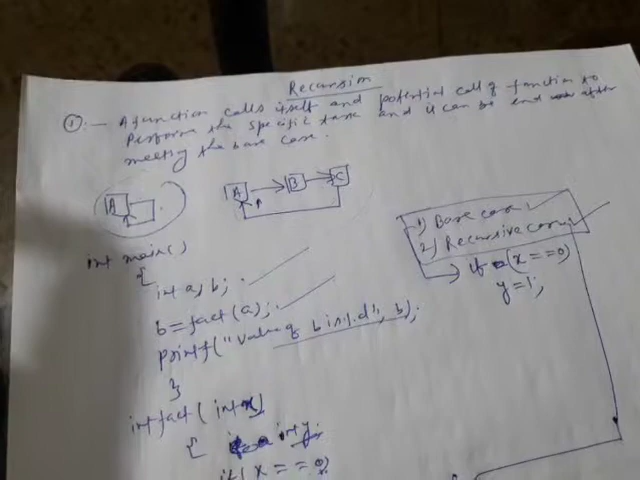 Recursion
①:— A function calls itself and potential call of function to
Perform the specific task and it can be end after
meeting the base case.
A
A B C
1) Base case:
2) Recursive case:
if (x==0)
y=1;
int main()
{
int a, b;
b=fact(a);
printf("value of b is %d", b);
}
int fact( int x)
{ int y;
if( x == 0)